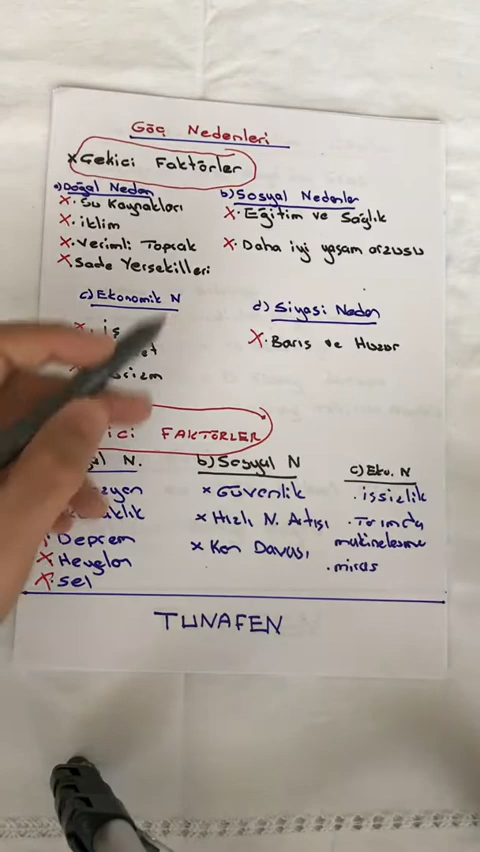 Göç Nedenleri
x Çekici Faktörler
a) Doğal Neden
x. Su Kaynakları
x. iklim
x. Verimli Toprak
x Sade Yerşekilleri
b) Sosyal Nedenler
x. Eğitim ve Sağlık
x. Daha iyi yaşam arzusu
c) Ekonomik N
x. iş
d) Siyasi Neden
x. Barış ve Huzur
FAKTÖRLER
N.
Deprem
x Heyelan
x. Sel
b) Sosyal N
x Güvenlik
x Hızlı N. Artışı
x Kan Davası
c) Eko. N
. işsizlik
. Tarımda
makineleşme
. miras
TUNAFEN